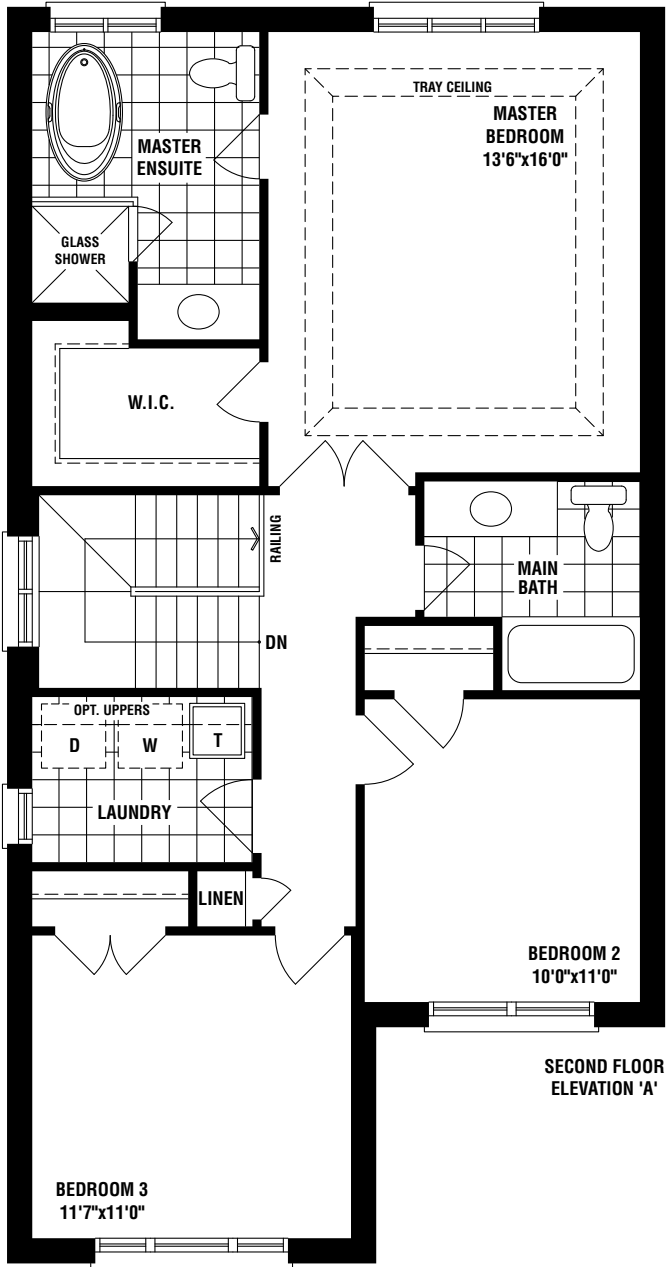 TRAY CEILING
MASTER
BEDROOM
13'6"x16'0"
MASTER
ENSUITE
GLASS
SHOWER
W.I.C.
RAILING
MAIN
BATH
DN
OPT. UPPERS
D
W
T
LAUNDRY
LINEN
BEDROOM 2
10'0"x11'0"
SECOND FLOOR
ELEVATION 'A'
BEDROOM 3
11'7"x11'0"